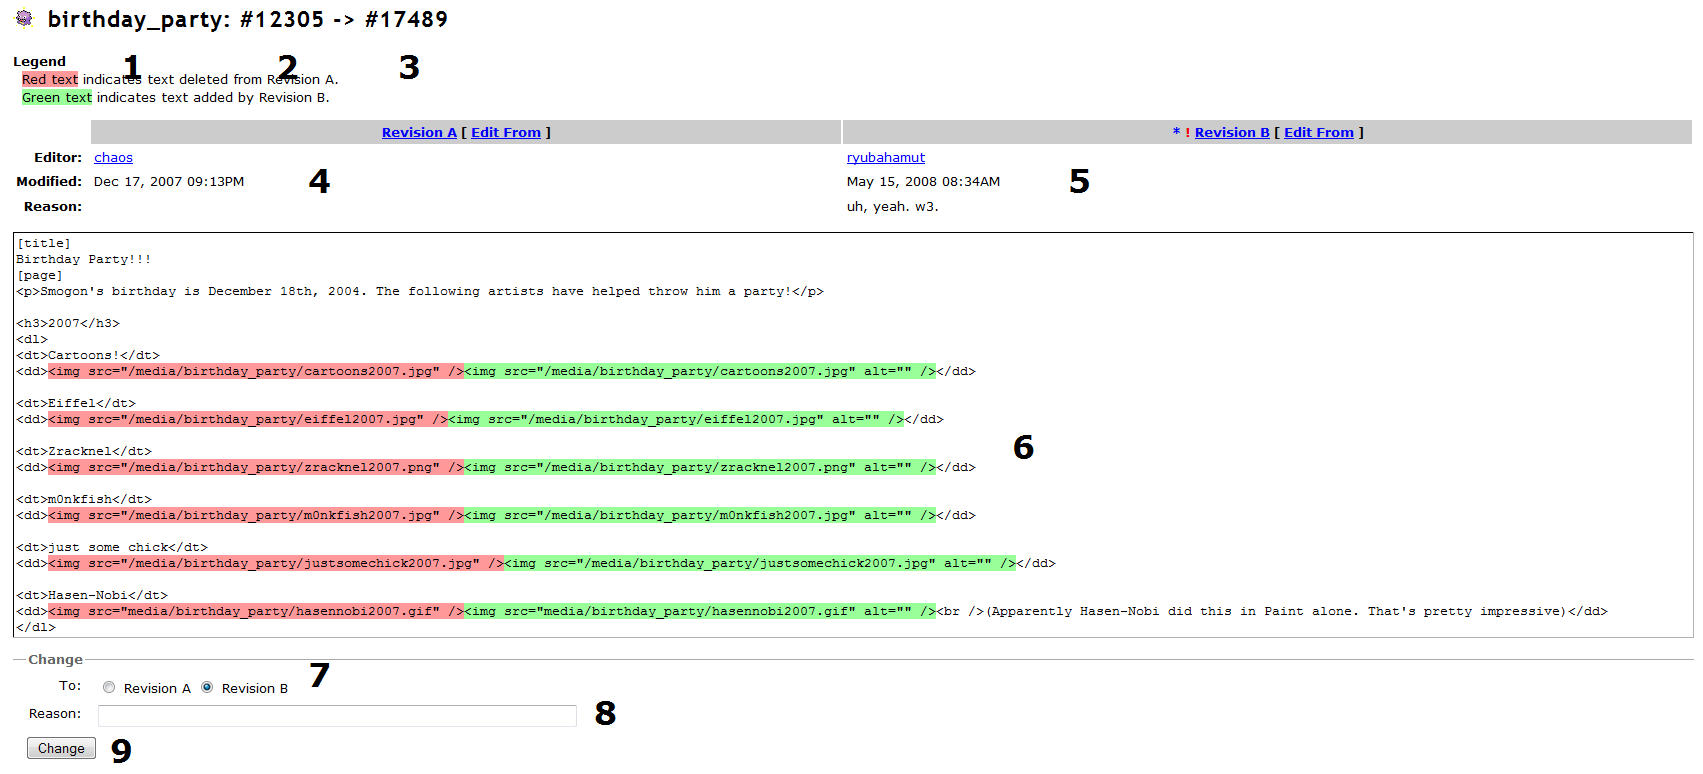 birthday_party: #12305 -> #17489
Legend
1 2 3
Red text indicates text deleted from Revision A.
Green text indicates text added by Revision B.
Revision A [ Edit From ] * ! Revision B [ Edit From ]
Editor: chaos ryubahamut
Modified: Dec 17, 2007 09:13PM 4 May 15, 2008 08:34AM 5
Reason: uh, yeah. w3.
[title]
Birthday Party!!!
[page]
<p>Smogon's birthday is December 18th, 2004. The following artists have helped throw him a party!</p>
<h3>2007</h3>
<dl>
<dt>Cartoons!</dt>
<dd><img src="/media/birthday_party/cartoons2007.jpg" /><img src="/media/birthday_party/cartoons2007.jpg" alt="" /></dd>
<dt>Eiffel</dt>
<dd><img src="/media/birthday_party/eiffel2007.jpg" /><img src="/media/birthday_party/eiffel2007.jpg" alt="" /></dd>
6
<dt>Zracknel</dt>
<dd><img src="/media/birthday_party/zracknel2007.png" /><img src="/media/birthday_party/zracknel2007.png" alt="" /></dd>
<dt>m0nkfish</dt>
<dd><img src="/media/birthday_party/m0nkfish2007.jpg" /><img src="/media/birthday_party/m0nkfish2007.jpg" alt="" /></dd>
<dt>just some chick</dt>
<dd><img src="/media/birthday_party/justsomechick2007.jpg" /><img src="/media/birthday_party/justsomechick2007.jpg" alt="" /></dd>
<dt>Hasen-Nobi</dt>
<dd><img src="media/birthday_party/hasennobi2007.gif" /><img src="media/birthday_party/hasennobi2007.gif" alt="" /><br />(Apparently Hasen-Nobi did this in Paint alone. That's pretty impressive)</dd>
</dl>
Change
To: Revision A Revision B 7
Reason: 8
Change 9